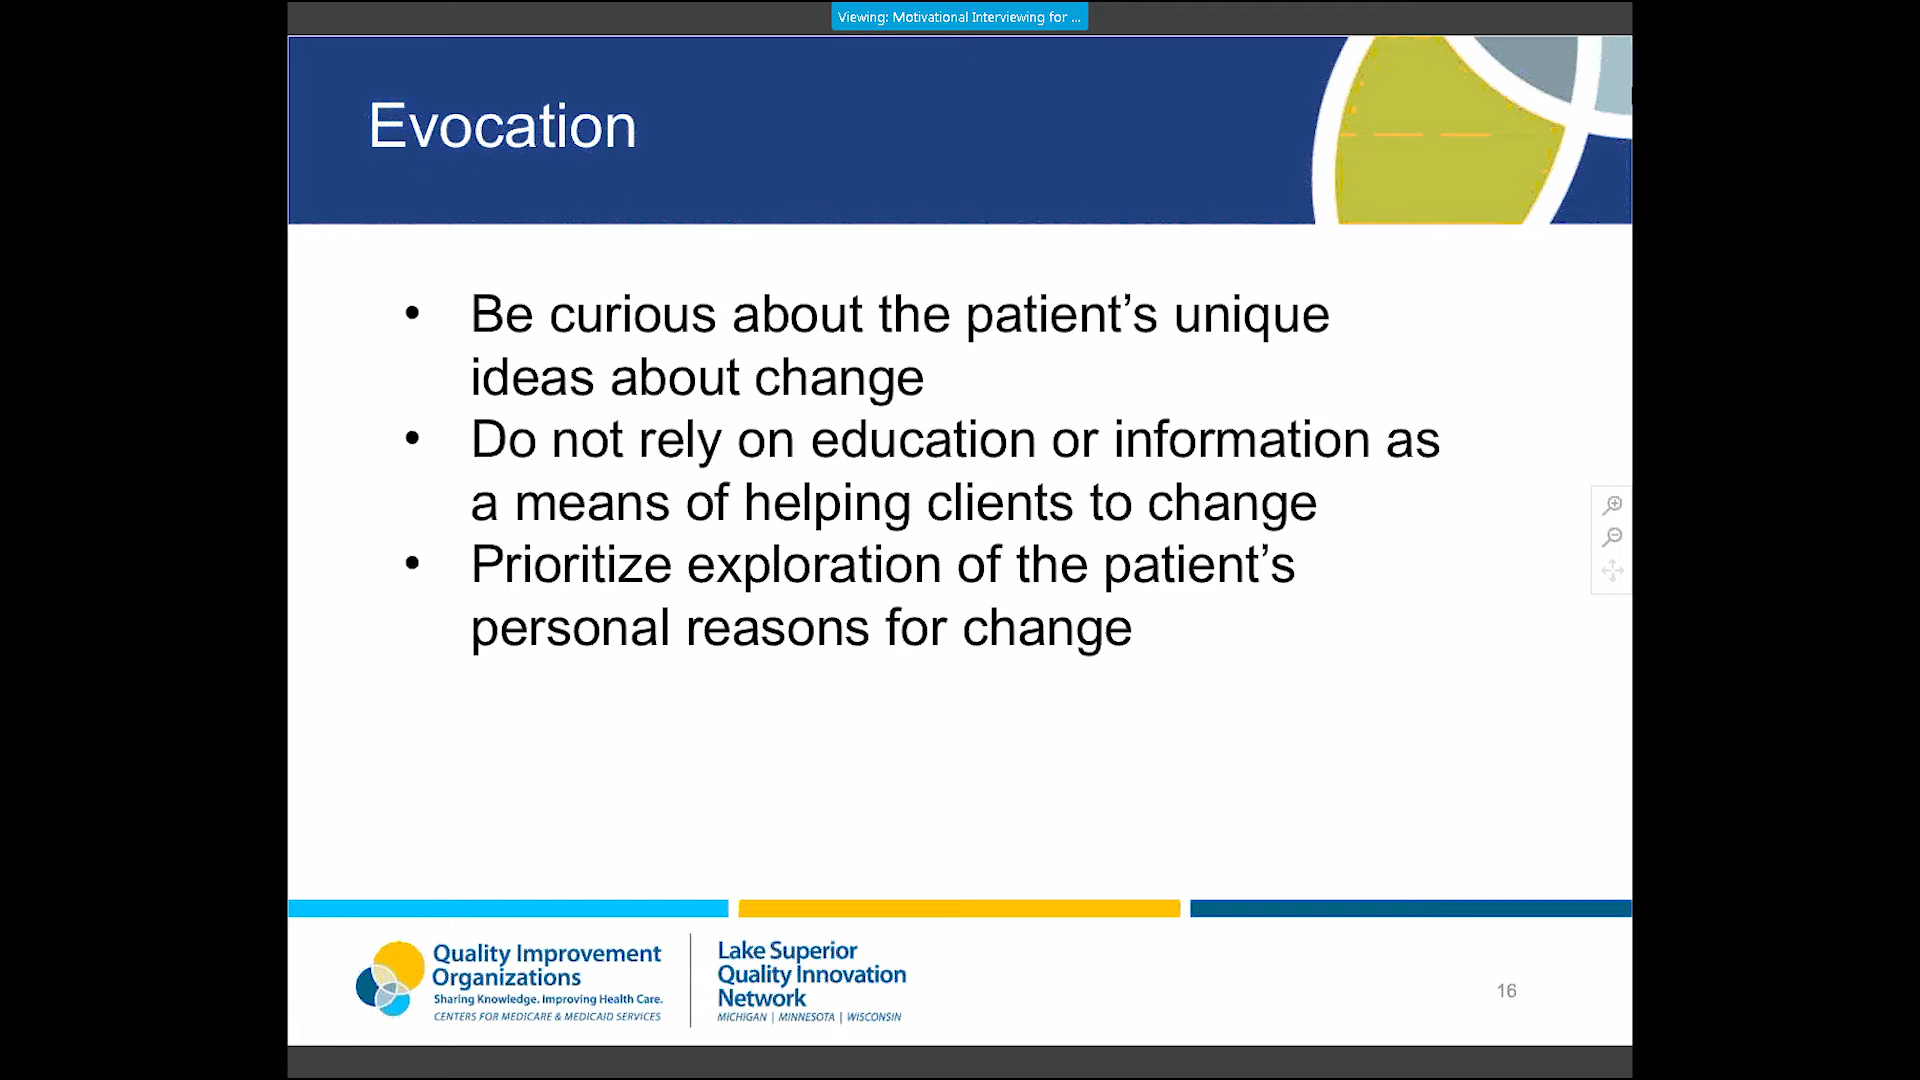 Viewing: Motivational Interviewing for ...
Evocation
• Be curious about the patient’s unique
ideas about change
• Do not rely on education or information as
a means of helping clients to change
• Prioritize exploration of the patient’s
personal reasons for change
Quality Improvement
Organizations
Sharing Knowledge. Improving Health Care.
CENTERS FOR MEDICARE & MEDICAID SERVICES
Lake Superior
Quality Innovation
Network
MICHIGAN | MINNESOTA | WISCONSIN
16